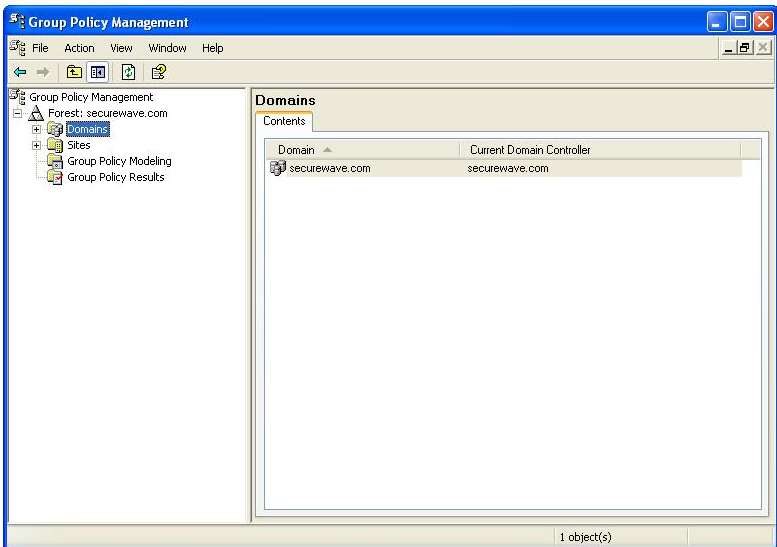 Group Policy Management
File Action View Window Help
Group Policy Management
Forest: securewave.com
Domains
Sites
Group Policy Modeling
Group Policy Results
Domains
Contents
Domain Current Domain Controller
securewave.com securewave.com
1 object(s)